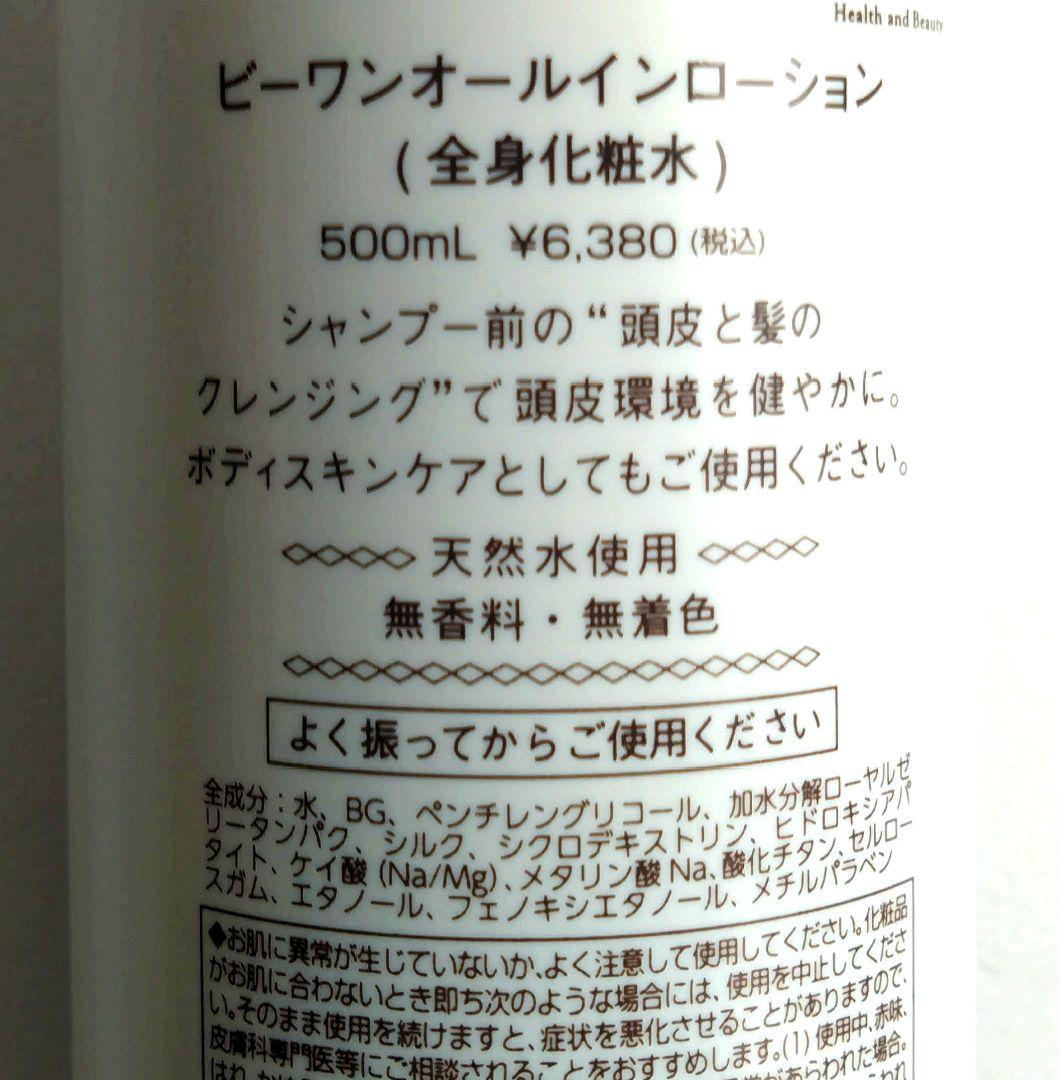 Health and Beauty
ビーワンオールインローション
(全身化粧水)
500mL ¥6,380(税込)
シャンプー前の“頭皮と髪の
クレンジング”で頭皮環境を健やかに。
ボディスキンケアとしてもご使用ください。
天然水使用
無香料・無着色
よく振ってからご使用ください
全成分:水、BG、ペンチレングリコール、加水分解ローヤルゼ
リータンパク、シルク、シクロデキストリン、ヒドロキシアパ
タイト、ケイ酸(Na/Mg)、メタリン酸Na、酸化チタン、セルロー
スガム、エタノール、フェノキシエタノール、メチルパラベン
◆お肌に異常が生じていないか、よく注意して使用してください。化粧品
がお肌に合わないとき即ち次のような場合には、使用を中止してくださ
い。そのまま使用を続けますと、症状を悪化させることがありますので、
皮膚科専門医等にご相談されることをおすすめします。(1)使用中、赤味、
があらわれた場合。